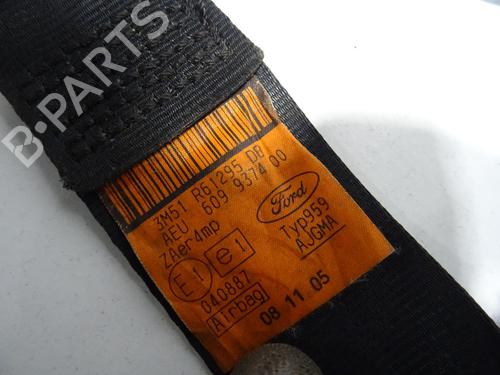 B-PARTS
3M51 R61295 DB
AEU 609 9374 00
ZAer4mp
Ford
E1 e1
Typ959
AJGMA
040887
Airbag
08 11 05